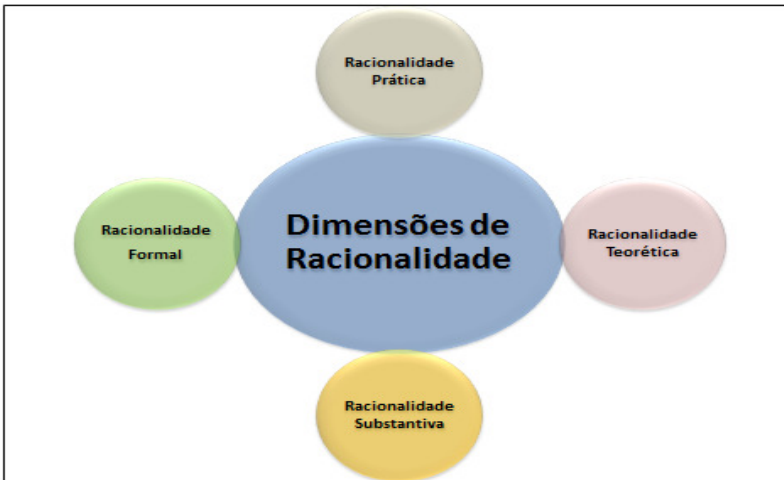 Racionalidade
Prática
Racionalidade
Formal
Dimensões de
Racionalidade
Racionalidade
Teorética
Racionalidade
Substantiva